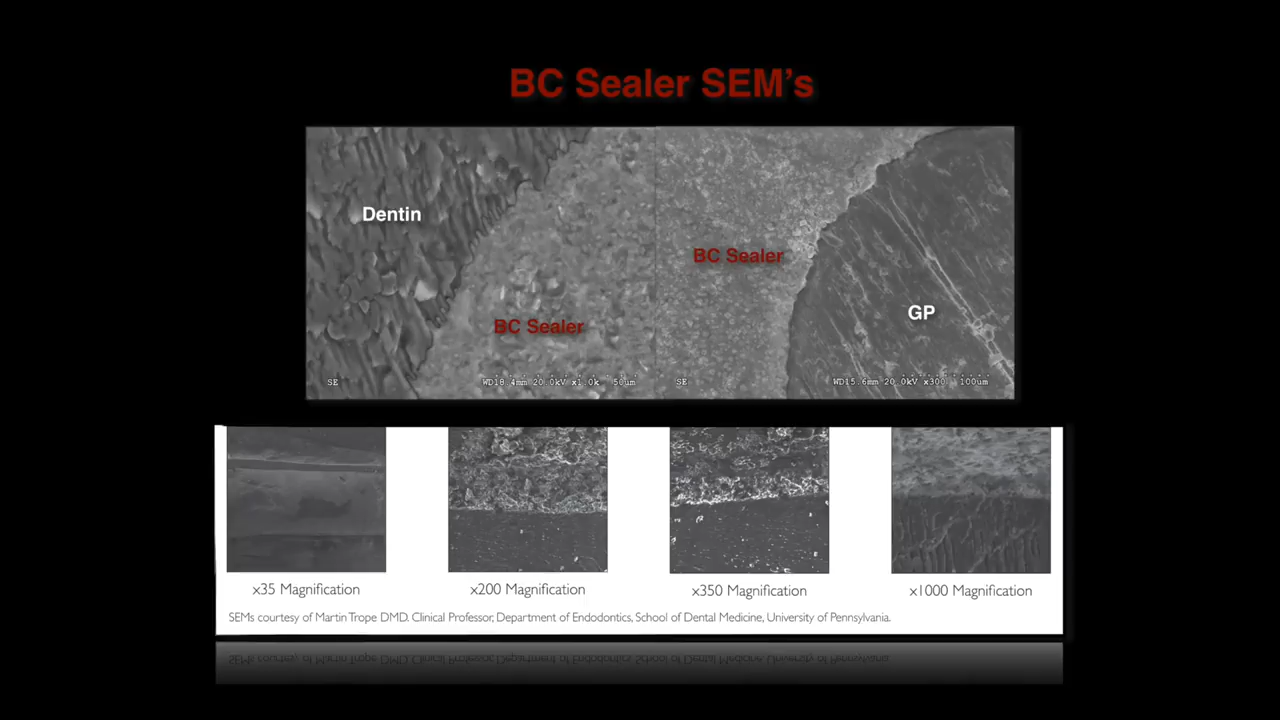 BC Sealer SEM's
Dentin
BC Sealer
BC Sealer
GP
SE
WD18.4mm 20.0kV x1.0k 50um
SE
WD15.6mm 20.0kV x300 100um
x35 Magnification
x200 Magnification
x350 Magnification
x1000 Magnification
SEMs courtesy of Martin Trope DMD. Clinical Professor, Department of Endodontics, School of Dental Medicine, University of Pennsylvania.